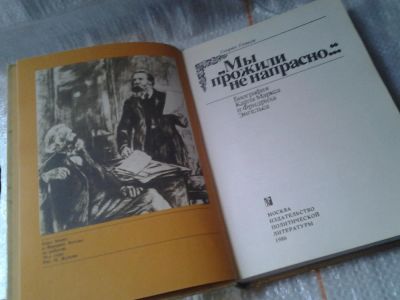 „Мы
прожили
не напрасно..."
Биография
Карла Маркса
и Фридриха
Энгельса
МОСКВА
ИЗДАТЕЛЬСТВО
ПОЛИТИЧЕСКОЙ
ЛИТЕРАТУРЫ
1986